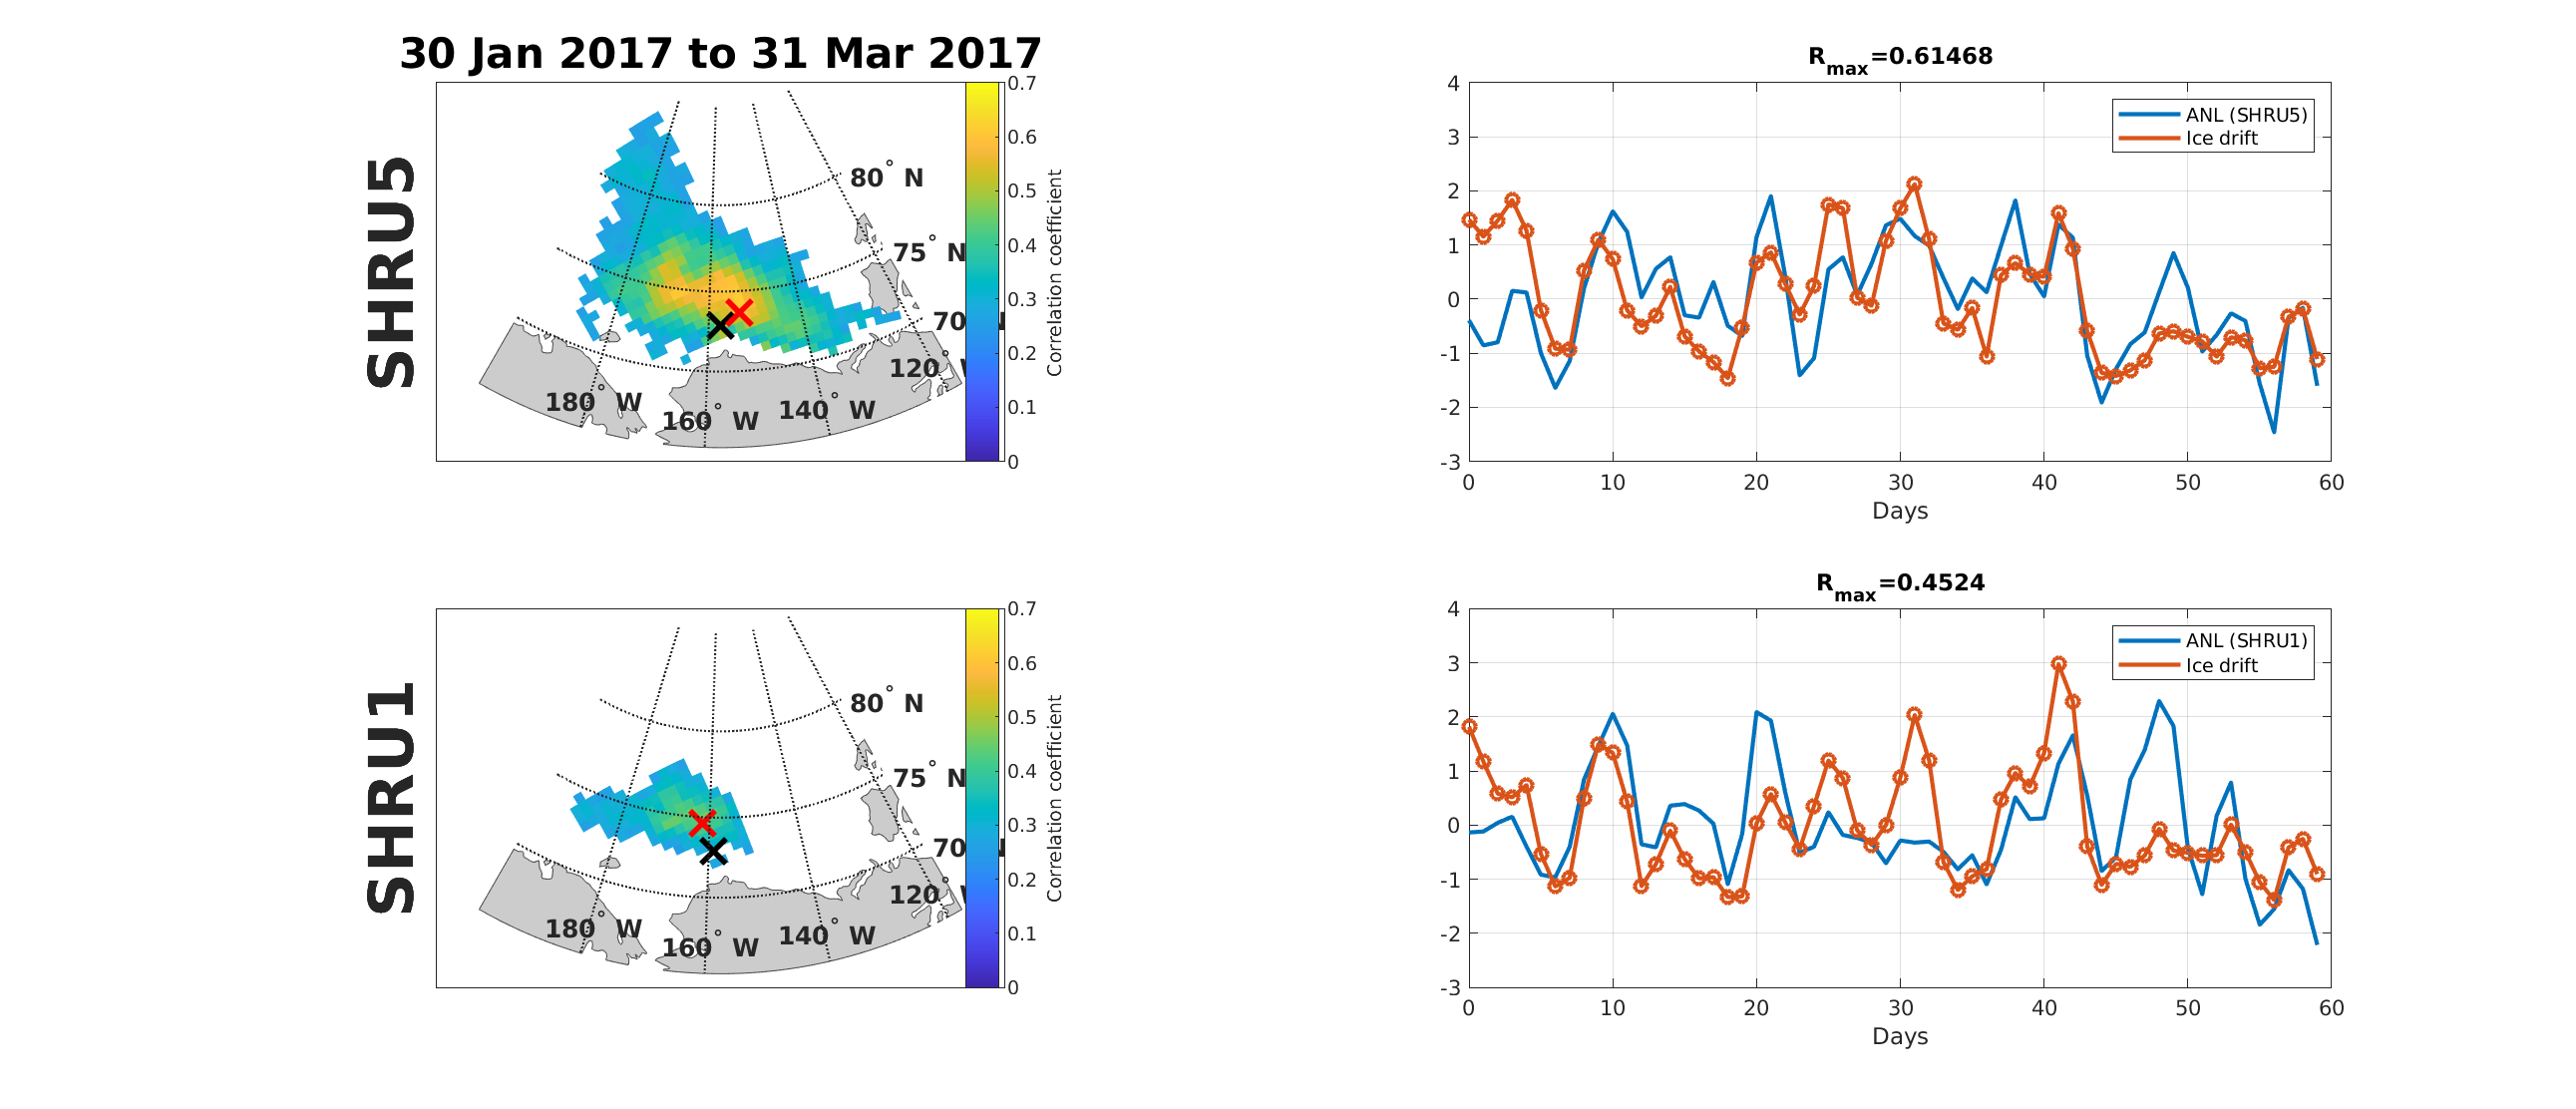 30 Jan 2017 to 31 Mar 2017
SHRU5
80° N
75° N
70° N
120° W
180° W
160° W
140° W
0.7
0.6
0.5
0.4
0.3
0.2
0.1
0
Correlation coefficient
Rmax=0.61468
ANL (SHRU5)
Ice drift
4
3
2
1
0
-1
-2
-3
0 10 20 30 40 50 60
Days
SHRU1
80° N
75° N
70° N
120° W
180° W
160° W
140° W
0.7
0.6
0.5
0.4
0.3
0.2
0.1
0
Correlation coefficient
Rmax=0.4524
ANL (SHRU1)
Ice drift
4
3
2
1
0
-1
-2
-3
0 10 20 30 40 50 60
Days